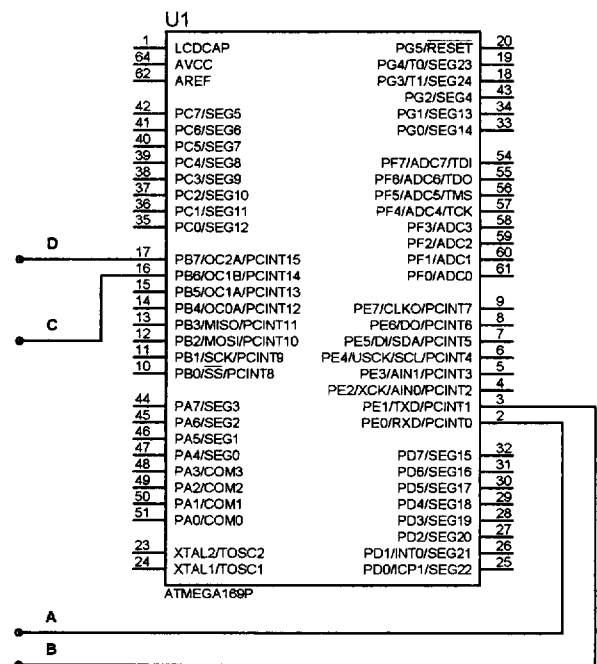 U1
1 LCDCAP
64 AVCC
62 AREF
42 PC7/SEG5
41 PC6/SEG6
40 PC5/SEG7
39 PC4/SEG8
38 PC3/SEG9
37 PC2/SEG10
36 PC1/SEG11
35 PC0/SEG12
D
17 PB7/OC2A/PCINT15
16 PB6/OC1B/PCINT14
15 PB5/OC1A/PCINT13
14 PB4/OC0A/PCINT12
C
13 PB3/MISO/PCINT11
12 PB2/MOSI/PCINT10
11 PB1/SCK/PCINT9
10 PB0/SS/PCINT8
44 PA7/SEG3
45 PA6/SEG2
46 PA5/SEG1
47 PA4/SEG0
48 PA3/COM3
49 PA2/COM2
50 PA1/COM1
51 PA0/COM0
23 XTAL2/TOSC2
24 XTAL1/TOSC1
PG5/RESET 20
PG4/T0/SEG23 19
PG3/T1/SEG24 18
PG2/SEG4 43
PG1/SEG13 34
PG0/SEG14 33
PF7/ADC7/TDI 54
PF6/ADC6/TDO 55
PF5/ADC5/TMS 56
PF4/ADC4/TCK 57
PF3/ADC3 58
PF2/ADC2 59
PF1/ADC1 60
PF0/ADC0 61
PE7/CLKO/PCINT7 9
PE6/DO/PCINT6 8
PE5/DI/SDA/PCINT5 7
PE4/USCK/SCL/PCINT4 6
PE3/AIN1/PCINT3 5
PE2/XCK/AIN0/PCINT2 4
PE1/TXD/PCINT1 3
PE0/RXD/PCINT0 2
PD7/SEG15 32
PD6/SEG16 31
PD5/SEG17 30
PD4/SEG18 29
PD3/SEG19 28
PD2/SEG20 27
PD1/INT0/SEG21 26
PD0/ICP1/SEG22 25
ATMEGA169P
A
B